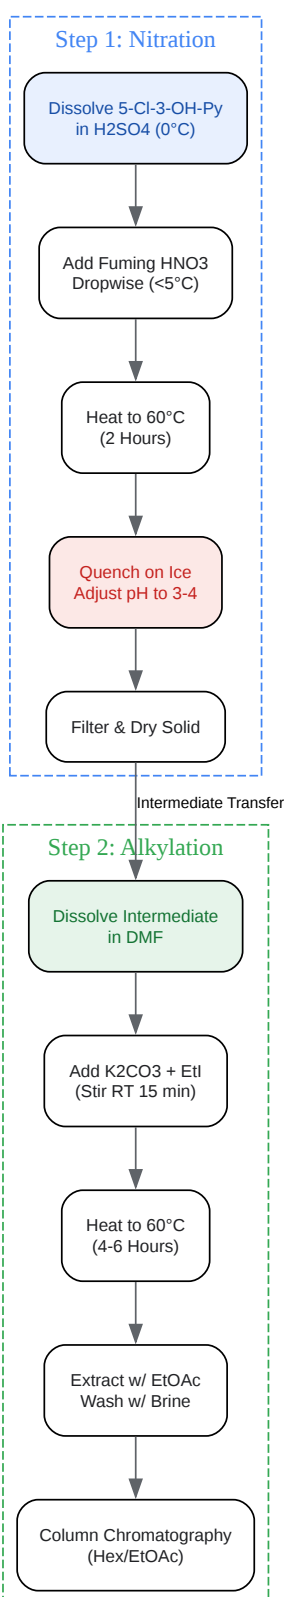 Step 1: Nitration
Dissolve 5-Cl-3-OH-Py
in H2SO4 (0°C)
Add Fuming HNO3
Dropwise (<5°C)
Heat to 60°C
(2 Hours)
Quench on Ice
Adjust pH to 3-4
Filter & Dry Solid
Intermediate Transfer
Step 2: Alkylation
Dissolve Intermediate
in DMF
Add K2CO3 + EtI
(Stir RT 15 min)
Heat to 60°C
(4-6 Hours)
Extract w/ EtOAc
Wash w/ Brine
Column Chromatography
(Hex/EtOAc)